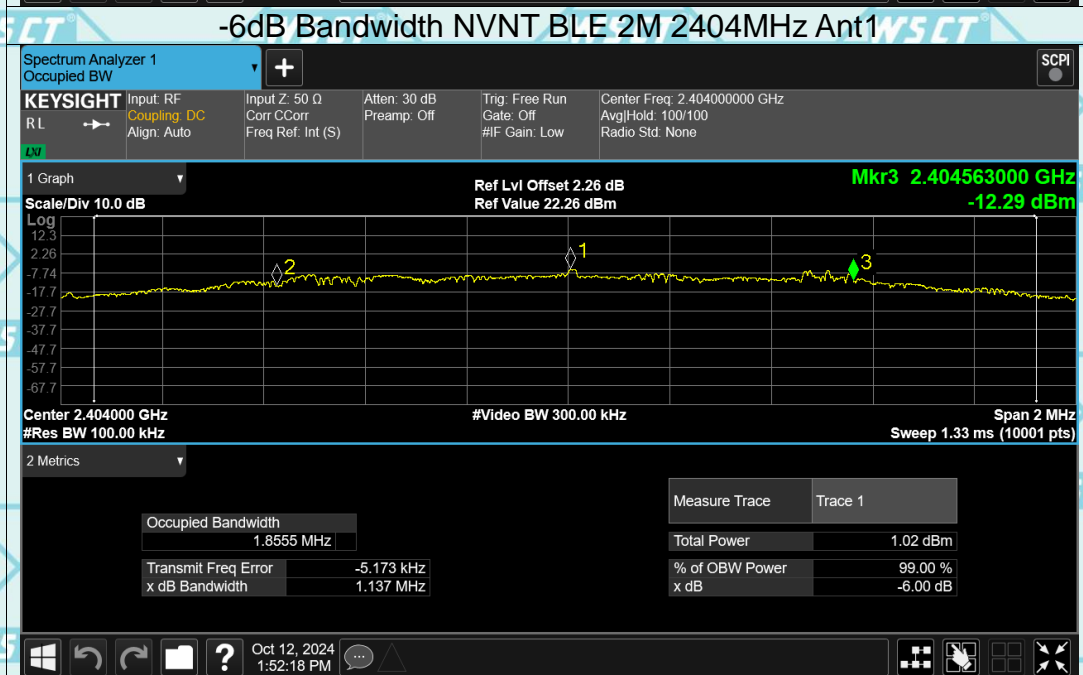 -6dB Bandwidth NVNT BLE 2M 2404MHz Ant1
Spectrum Analyzer 1
Occupied BW
+
SCPI
KEYSIGHT
R L
LXI
Input: RF
Coupling: DC
Align: Auto
Input Z: 50 Ω
Corr CCorr
Freq Ref: Int (S)
Atten: 30 dB
Preamp: Off
Trig: Free Run
Gate: Off
#IF Gain: Low
Center Freq: 2.404000000 GHz
Avg|Hold: 100/100
Radio Std: None
1 Graph
Scale/Div 10.0 dB
Ref Lvl Offset 2.26 dB
Ref Value 22.26 dBm
Mkr3 2.404563000 GHz
-12.29 dBm
Log
12.3
2.26
-7.74
-17.7
-27.7
-37.7
-47.7
-57.7
-67.7
2
1
3
Center 2.404000 GHz
#Video BW 300.00 kHz
Span 2 MHz
#Res BW 100.00 kHz
Sweep 1.33 ms (10001 pts)
2 Metrics
Occupied Bandwidth
1.8555 MHz
Transmit Freq Error -5.173 kHz
x dB Bandwidth 1.137 MHz
Measure Trace Trace 1
Total Power 1.02 dBm
% of OBW Power 99.00 %
x dB -6.00 dB
?
Oct 12, 2024
1:52:18 PM